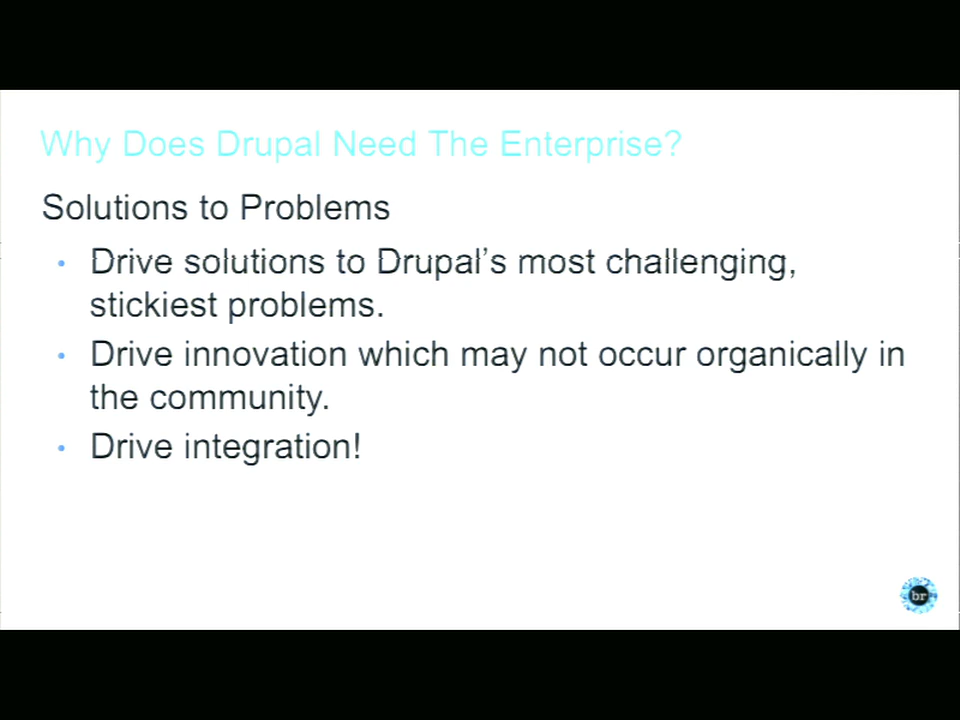 Why Does Drupal Need The Enterprise?
Solutions to Problems
• Drive solutions to Drupal’s most challenging,
stickiest problems.
• Drive innovation which may not occur organically in
the community.
• Drive integration!
br